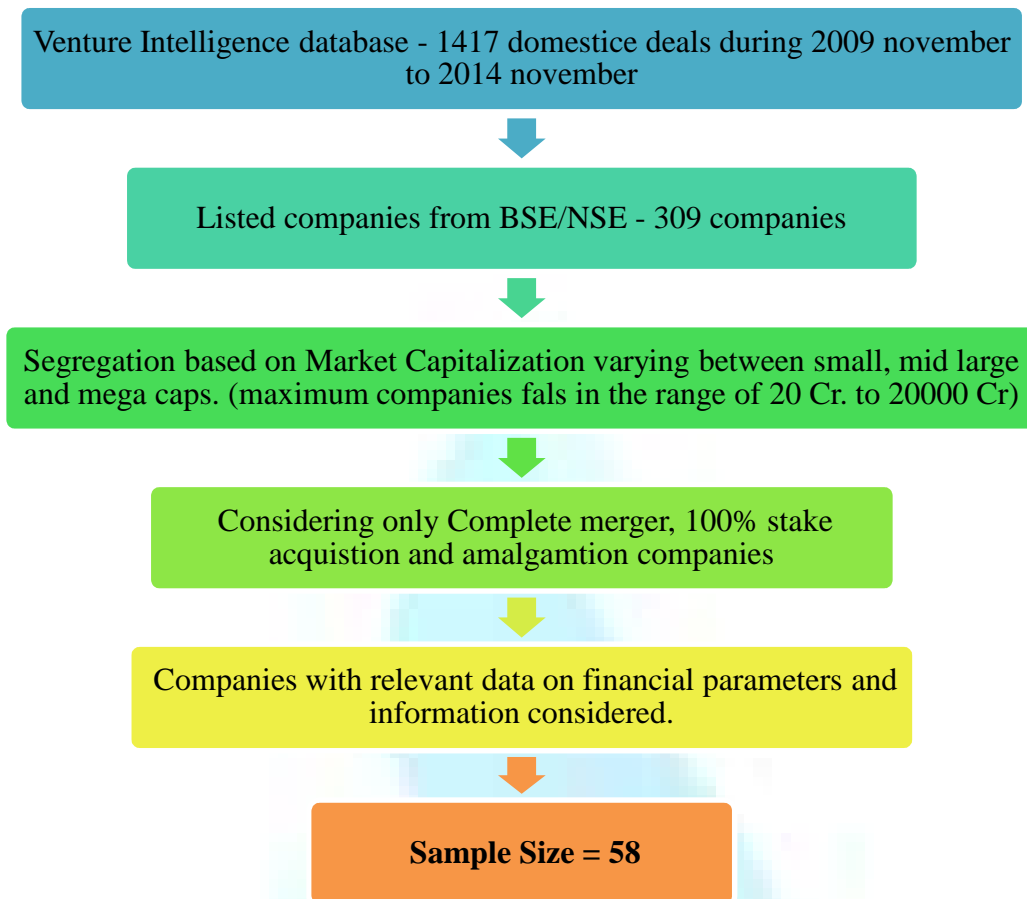 Venture Intelligence database - 1417 domestice deals during 2009 november
to 2014 november
Listed companies from BSE/NSE - 309 companies
Segregation based on Market Capitalization varying between small, mid large
and mega caps. (maximum companies fals in the range of 20 Cr. to 20000 Cr)
Considering only Complete merger, 100% stake
acquistion and amalgamtion companies
Companies with relevant data on financial parameters and
information considered.
Sample Size = 58